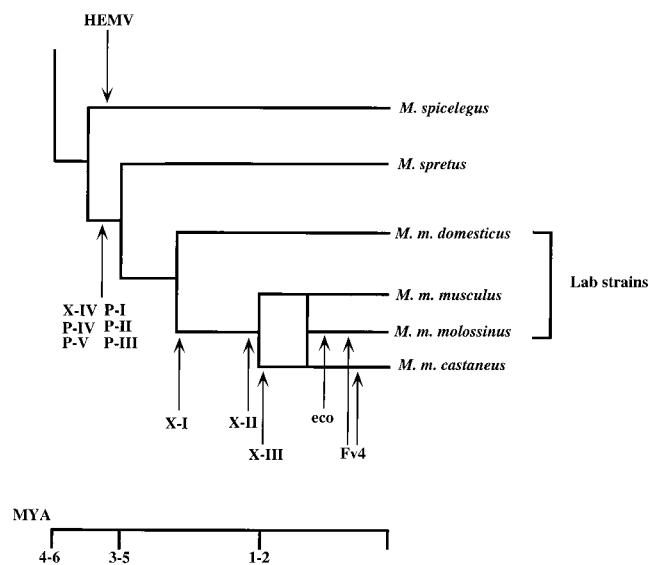 HEMV
M. spicelegus
M. spretus
M. m. domesticus
Lab strains
M. m. musculus
M. m. molossinus
M. m. castaneus
X-IV P-I
P-IV P-II
P-V P-III
X-I
X-II
X-III
eco
Fv4
MYA
4-6 3-5 1-2